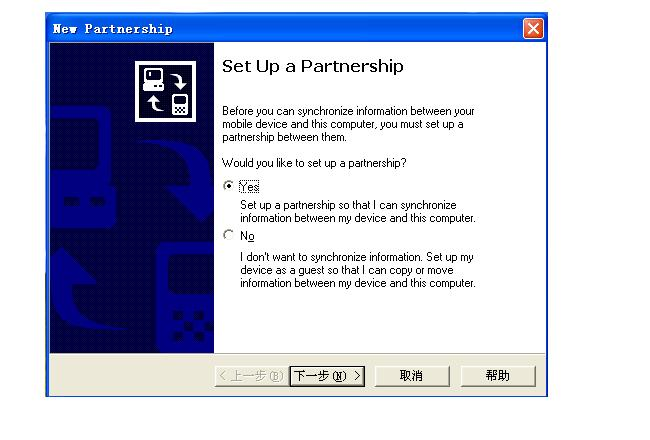 New Partnership
Set Up a Partnership
Before you can synchronize information between your
mobile device and this computer, you must set up a
partnership between them.
Would you like to set up a partnership?
Yes
Set up a partnership so that I can synchronize
information between my device and this computer.
No
I don't want to synchronize information. Set up my
device as a guest so that I can copy or move
information between my device and this computer.
< 上一步(B) 下一步(N) > 取消 帮助